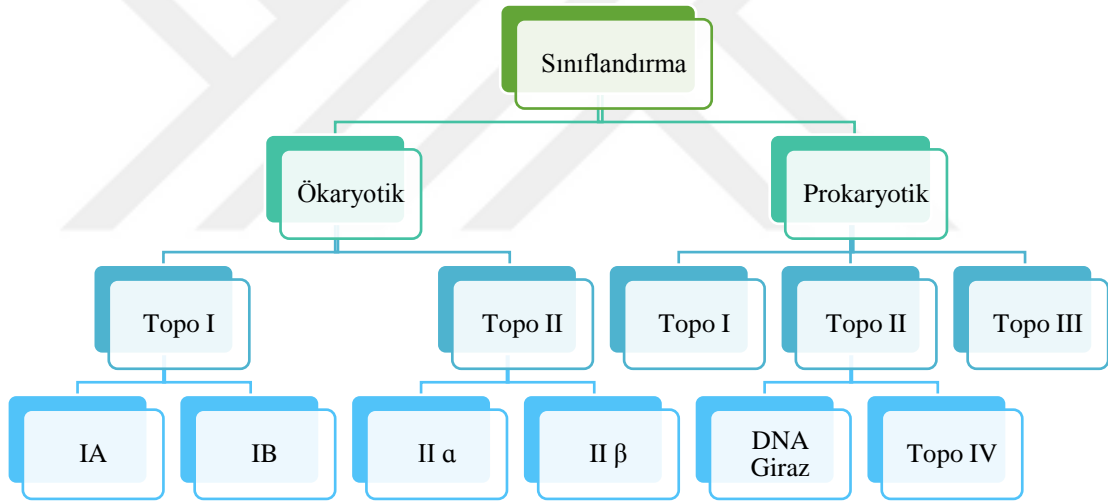 Sınıflandırma
Ökaryotik
Prokaryotik
Topo I
Topo II
Topo I
Topo II
Topo III
IA
IB
II α
II β
DNA
Giraz
Topo IV